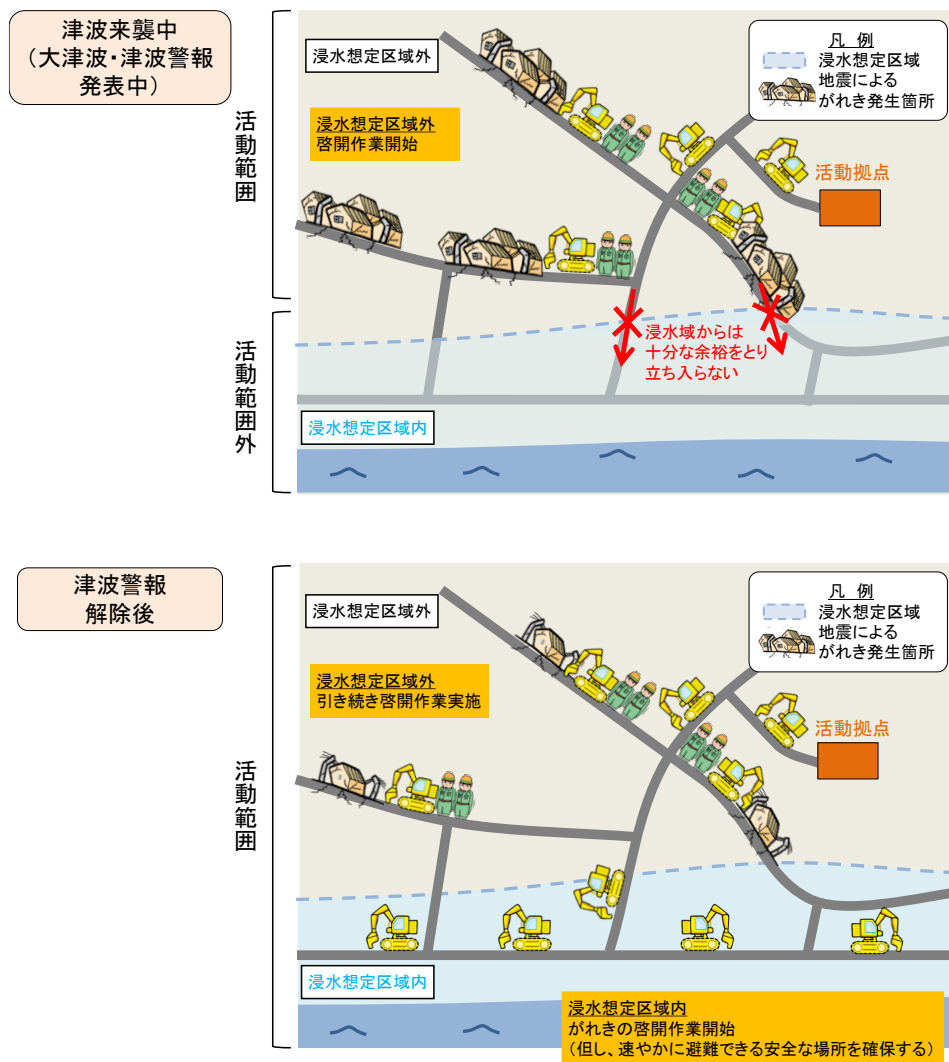 津波来襲中
（大津波・津波警報
発表中）
活動範囲
活動範囲外
浸水想定区域外
浸水想定区域外
啓開作業開始
凡 例
浸水想定区域
地震による
がれき発生箇所
活動拠点
浸水域からは
十分な余裕をとり
立ち入らない
浸水想定区域内
津波警報
解除後
活動範囲
浸水想定区域外
浸水想定区域外
引き続き啓開作業実施
凡 例
浸水想定区域
地震による
がれき発生箇所
活動拠点
浸水想定区域内
浸水想定区域内
がれきの啓開作業開始
（但し、速やかに避難できる安全な場所を確保する）